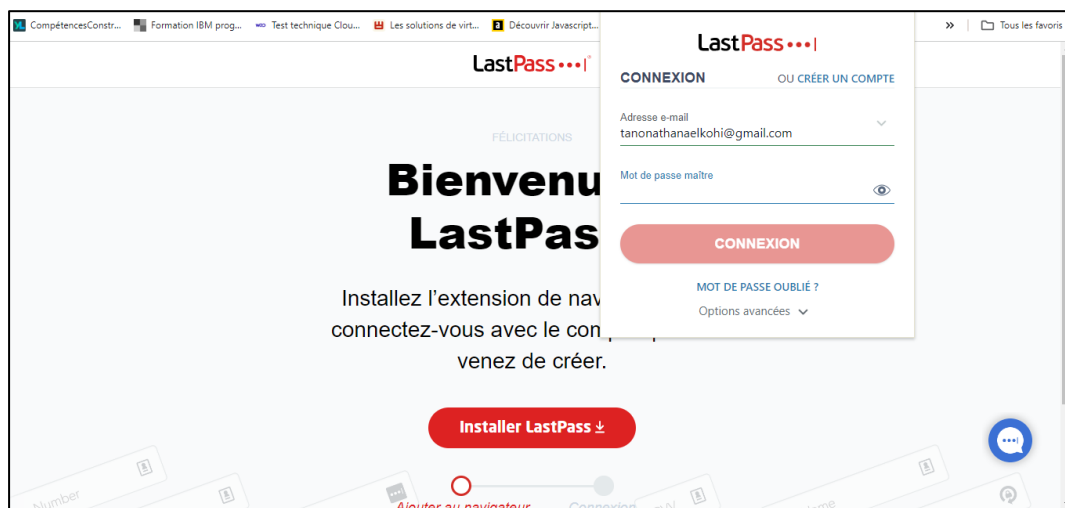 CompétencesConstr...
Formation IBM prog...
Test technique Clou...
Les solutions de virt...
Découvrir Javascript...
»
Tous les favoris
LastPass
FÉLICITATIONS
Bienvenu
LastPas
Installez l'extension de nav
connectez-vous avec le com
venez de créer.
Installer LastPass
Ajouter au navigateur
Connexion
Number
LastPass
CONNEXION
OU CRÉER UN COMPTE
Adresse e-mail
tanonathanaelkohi@gmail.com
Mot de passe maître
CONNEXION
MOT DE PASSE OUBLIÉ ?
Options avancées